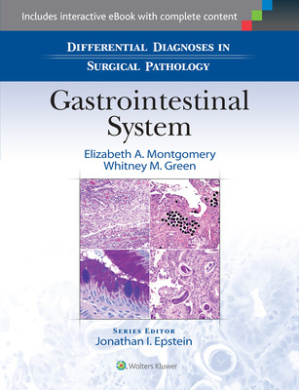 Includes interactive eBook with complete content
DIFFERENTIAL DIAGNOSES IN
SURGICAL PATHOLOGY
Gastrointestinal
System
Elizabeth A. Montgomery
Whitney M. Green
SERIES EDITOR
Jonathan I. Epstein
Wolters Kluwer